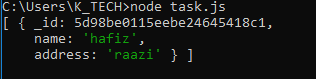 C:\Users\K_TECH>node task.js
[ { _id: 5d98be0115eebe24645418c1,
name: 'hafiz',
address: 'raazi' } ]